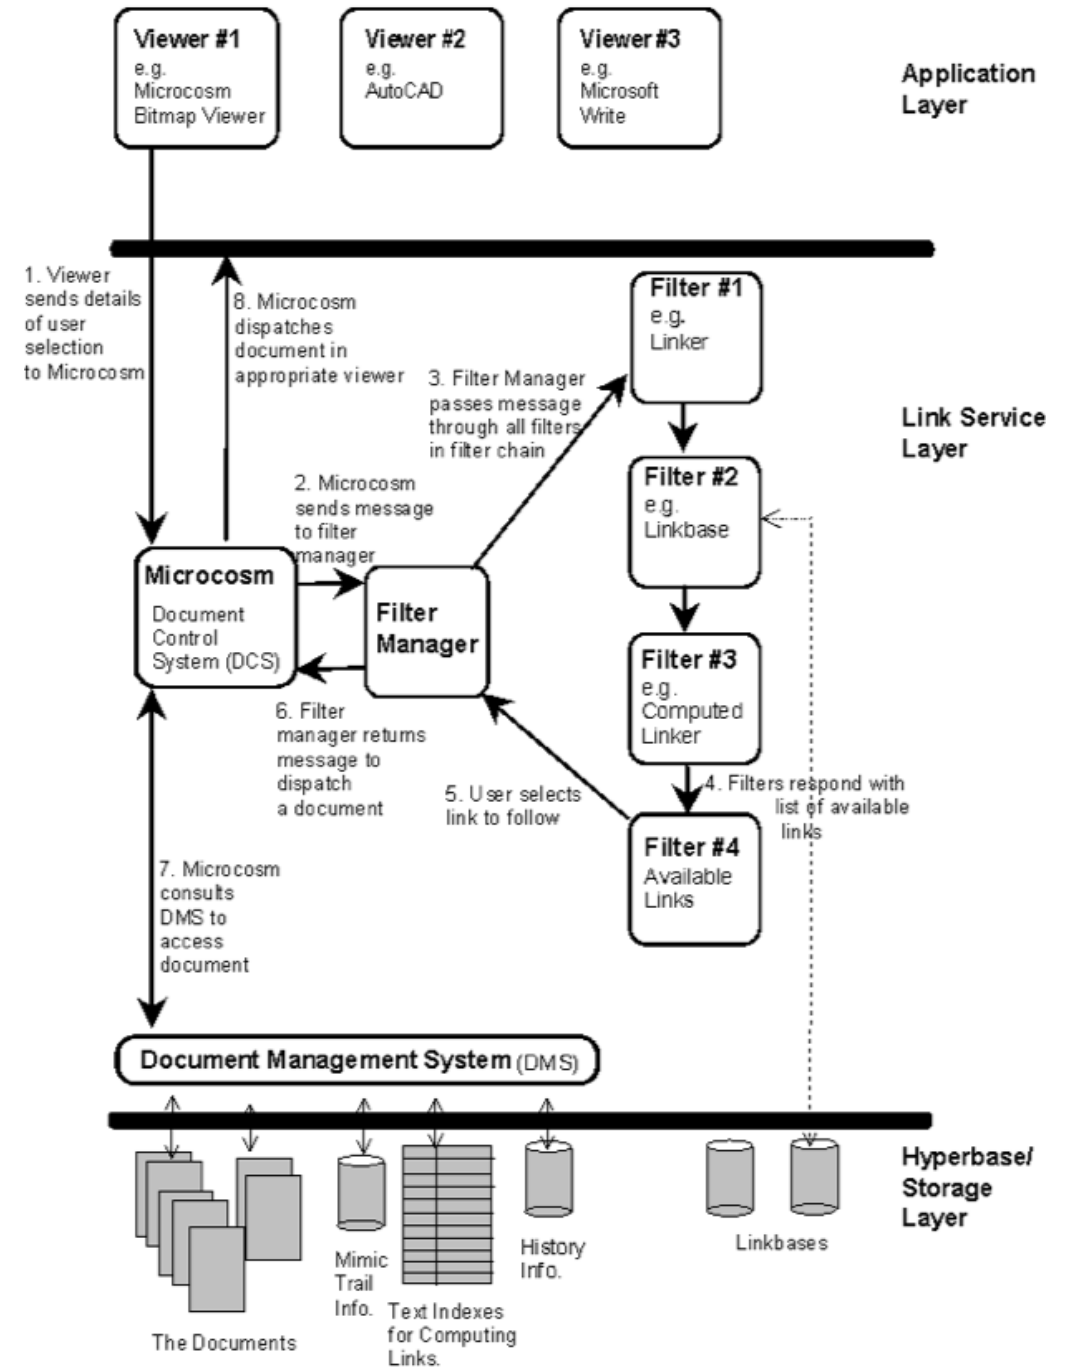 Viewer #1
e.g.
Microcosm
Bitmap Viewer
Viewer #2
e.g.
AutoCAD
Viewer #3
e.g.
Microsoft
Write
Application
Layer
1. Viewer
sends details
of user
selection
to Microcosm
8. Microcosm
dispatches
document in
appropriate viewer
3. Filter Manager
passes message
through all filters
in filter chain
Filter #1
e.g.
Linker
Link Service
Layer
2. Microcosm
sends message
to filter
manager
Filter #2
e.g.
Linkbase
Microcosm
Document
Control
System (DCS)
Filter
Manager
Filter #3
e.g.
Computed
Linker
6. Filter
manager returns
message to
dispatch
a document
5. User selects
link to follow
4. Filters respond with
list of available
links
Filter #4
Available
Links
7. Microcosm
consults
DMS to
access
document
Document Management System (DMS)
Hyperbase/
Storage
Layer
The Documents
Mimic
Trail
Info.
Text Indexes
for Computing
Links.
History
Info.
Linkbases